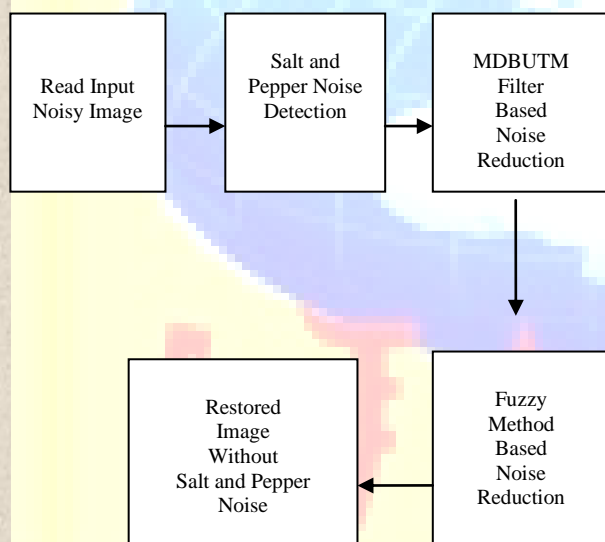 Read Input
Noisy Image
Salt and
Pepper Noise
Detection
MDBUTM
Filter
Based
Noise
Reduction
Fuzzy
Method
Based
Noise
Reduction
Restored
Image
Without
Salt and Pepper
Noise